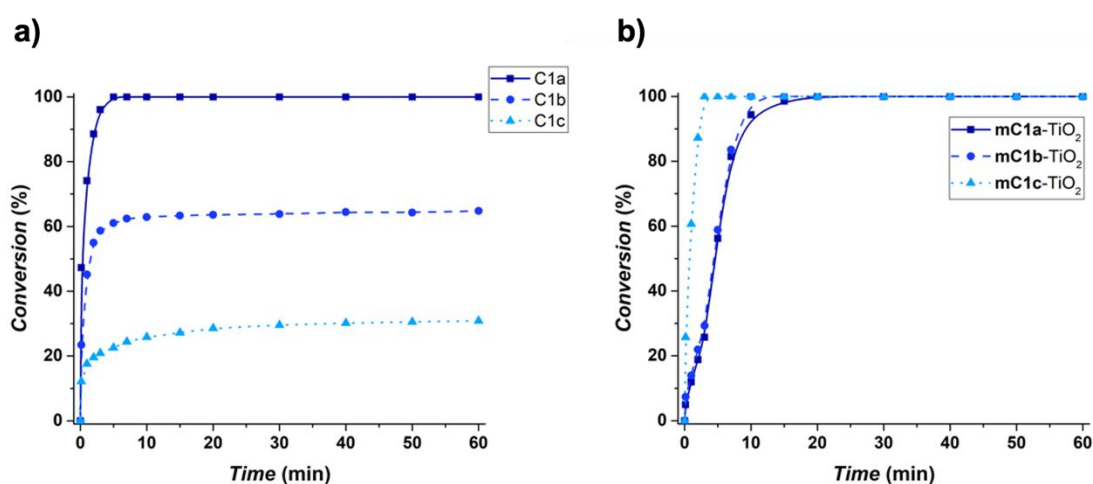 a)
C1a
C1b
C1c
100
80
60
40
20
0
0 10 20 30 40 50 60
Conversion (%)
Time (min)
b)
mC1a-TiO₂
mC1b-TiO₂
mC1c-TiO₂
100
80
60
40
20
0
0 10 20 30 40 50 60
Conversion (%)
Time (min)